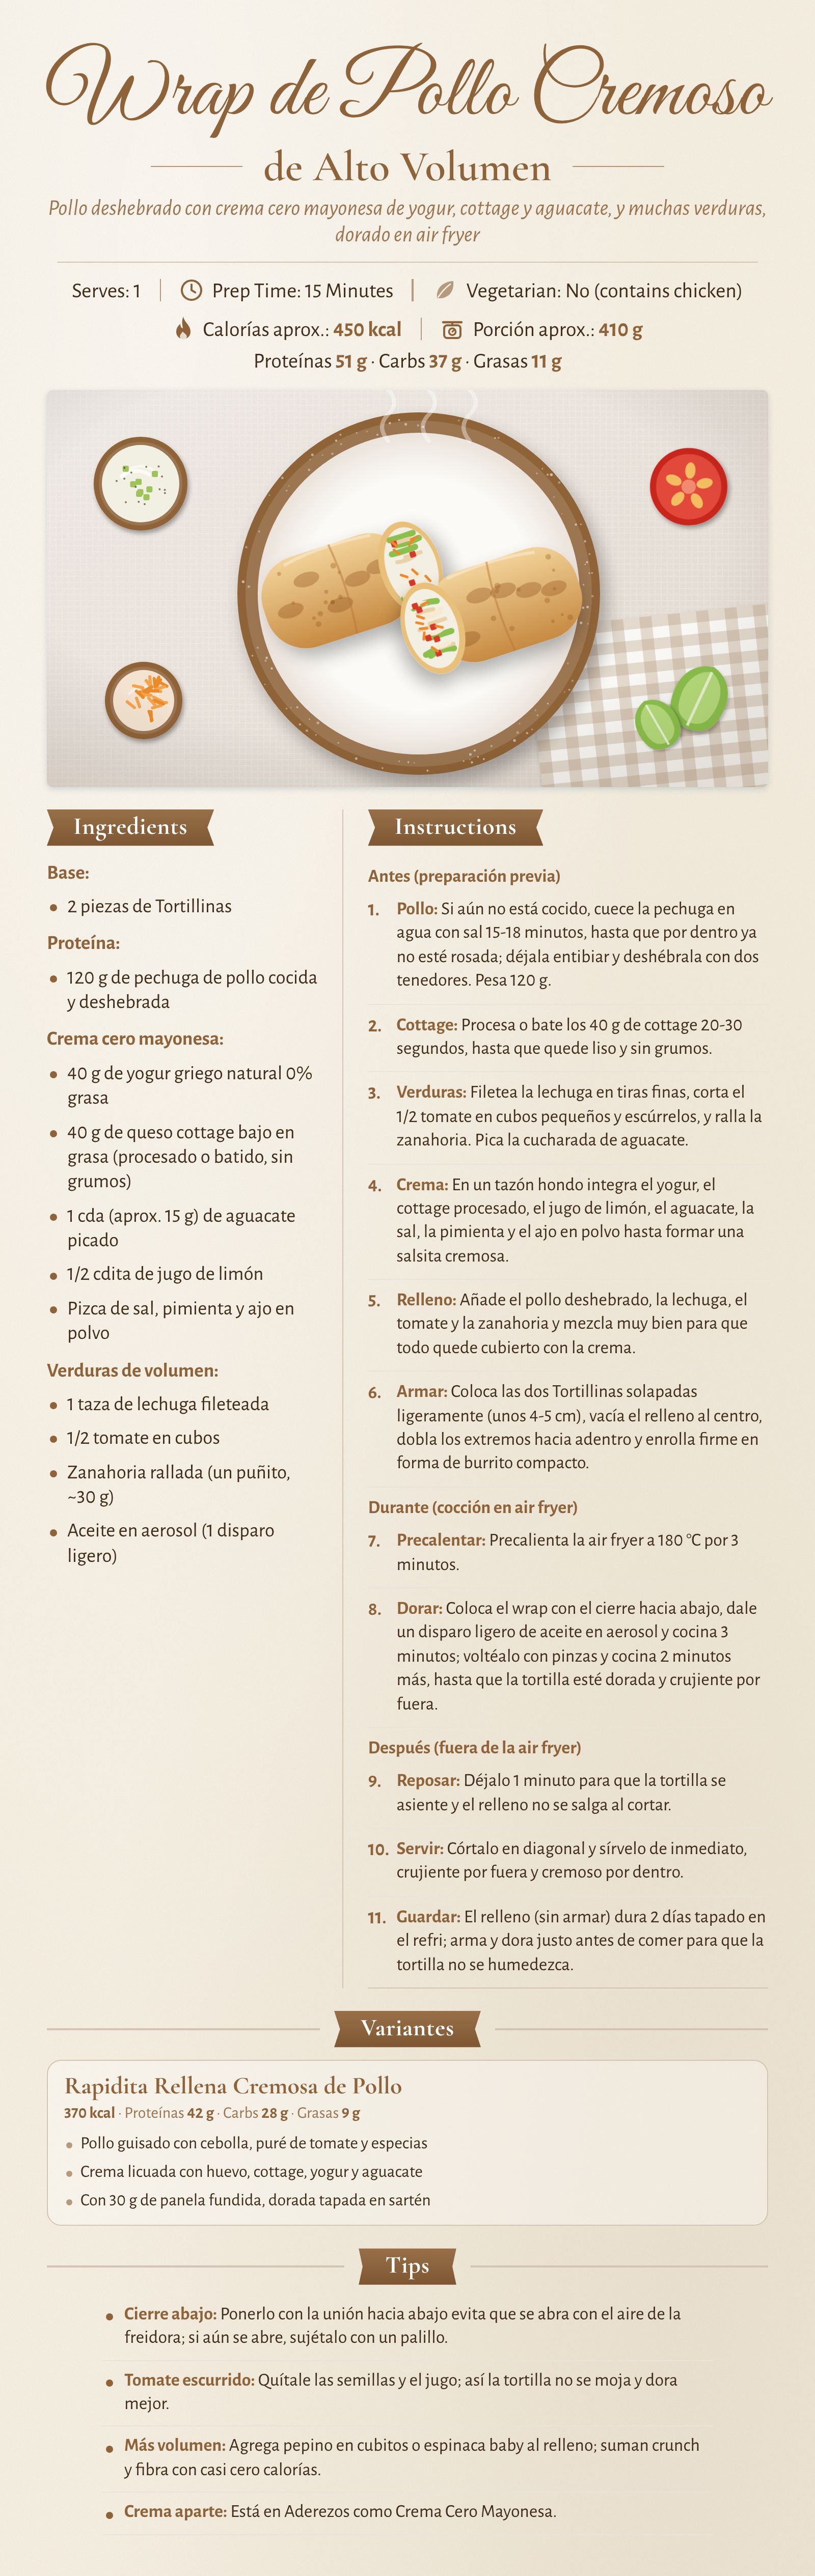 Wrap de Pollo Cremoso
de Alto Volumen
Pollo deshebrado con crema cero mayonesa de yogur, cottage y aguacate, y muchas verduras,
dorado en air fryer
Serves: 1 Prep Time: 15 Minutes Vegetarian: No (contains chicken)
Calorías aprox.: 450 kcal Porción aprox.: 410 g
Proteínas 51 g · Carbs 37 g · Grasas 11 g
Ingredients
Base:
2 piezas de Tortillinas
Proteína:
120 g de pechuga de pollo cocida
y deshebrada
Crema cero mayonesa:
40 g de yogur griego natural 0%
grasa
40 g de queso cottage bajo en
grasa (procesado o batido, sin
grumos)
1 cda (aprox. 15 g) de aguacate
picado
1/2 cdita de jugo de limón
Pizca de sal, pimienta y ajo en
polvo
Verduras de volumen:
1 taza de lechuga fileteada
1/2 tomate en cubos
Zanahoria rallada (un puñito,
~30 g)
Aceite en aerosol (1 disparo
ligero)
Instructions
Antes (preparación previa)
1. Pollo: Si aún no está cocido, cuece la pechuga en
agua con sal 15-18 minutos, hasta que por dentro ya
no esté rosada; déjala entibiar y deshébrala con dos
tenedores. Pesa 120 g.
2. Cottage: Procesa o bate los 40 g de cottage 20-30
segundos, hasta que quede liso y sin grumos.
3. Verduras: Filetea la lechuga en tiras finas, corta el
1/2 tomate en cubos pequeños y escúrrelos, y ralla la
zanahoria. Pica la cucharada de aguacate.
4. Crema: En un tazón hondo integra el yogur, el
cottage procesado, el jugo de limón, el aguacate, la
sal, la pimienta y el ajo en polvo hasta formar una
salsita cremosa.
5. Relleno: Añade el pollo deshebrado, la lechuga, el
tomate y la zanahoria y mezcla muy bien para que
todo quede cubierto con la crema.
6. Armar: Coloca las dos Tortillinas solapadas
ligeramente (unos 4-5 cm), vacía el relleno al centro,
dobla los extremos hacia adentro y enrolla firme en
forma de burrito compacto.
Durante (cocción en air fryer)
7. Precalentar: Precalienta la air fryer a 180 °C por 3
minutos.
8. Dorar: Coloca el wrap con el cierre hacia abajo, dale
un disparo ligero de aceite en aerosol y cocina 3
minutos; voltéalo con pinzas y cocina 2 minutos
más, hasta que la tortilla esté dorada y crujiente por
fuera.
Después (fuera de la air fryer)
9. Reposar: Déjalo 1 minuto para que la tortilla se
asiente y el relleno no se salga al cortar.
10. Servir: Córtalo en diagonal y sírvelo de inmediato,
crujiente por fuera y cremoso por dentro.
11. Guardar: El relleno (sin armar) dura 2 días tapado en
el refri; arma y dora justo antes de comer para que la
tortilla no se humedezca.
Variantes
Rapidita Rellena Cremosa de Pollo
370 kcal · Proteínas 42 g · Carbs 28 g · Grasas 9 g
Pollo guisado con cebolla, puré de tomate y especias
Crema licuada con huevo, cottage, yogur y aguacate
Con 30 g de panela fundida, dorada tapada en sartén
Tips
Cierre abajo: Ponerlo con la unión hacia abajo evita que se abra con el aire de la
freidora; si aún se abre, sujétalo con un palillo.
Tomate escurrido: Quítale las semillas y el jugo; así la tortilla no se moja y dora
mejor.
Más volumen: Agrega pepino en cubitos o espinaca baby al relleno; suman crunch
y fibra con casi cero calorías.
Crema aparte: Está en Aderezos como Crema Cero Mayonesa.